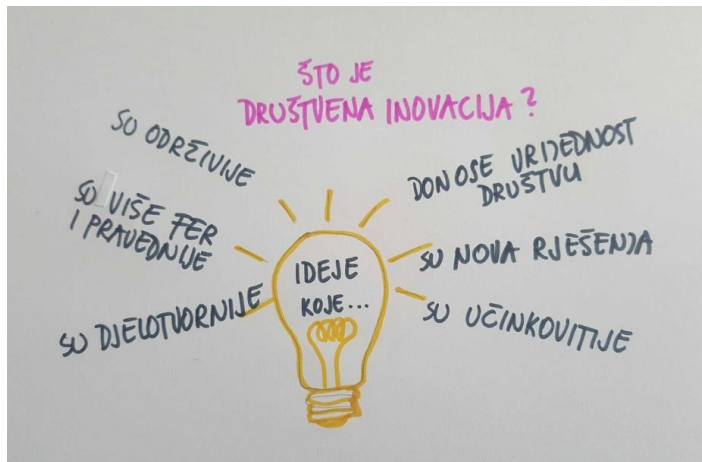 ŠTO JE
DRUŠTVENA INOVACIJA?
SU ODRŽIVIJE
SU VIŠE FER
I PRAVEDNIJE
SU DJELOTVORNIJE
IDEJE
KOJE...
DONOSE VRIJEDNOST
DRUŠTVU
SU NOVA RJEŠENJA
SU UČINKOVITIJE